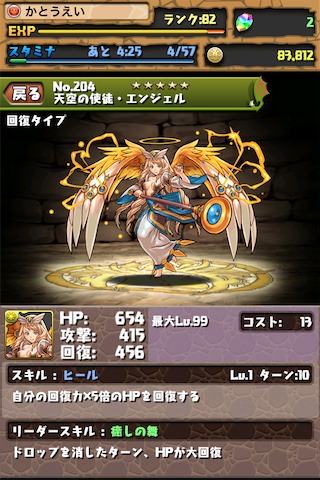 かとうえい
ランク:82
EXP
スタミナ あと 4:25 4/57
2
83,812
戻る
No.204 ★★★★★
天空の使徒・エンジェル
回復タイプ
HP: 654 最大Lv.99 コスト: 13
攻撃: 415
回復: 456
スキル:ヒール Lv.1 ターン:10
自分の回復力×5倍のHPを回復する
リーダースキル:癒しの舞
ドロップを消したターン、HPが大回復